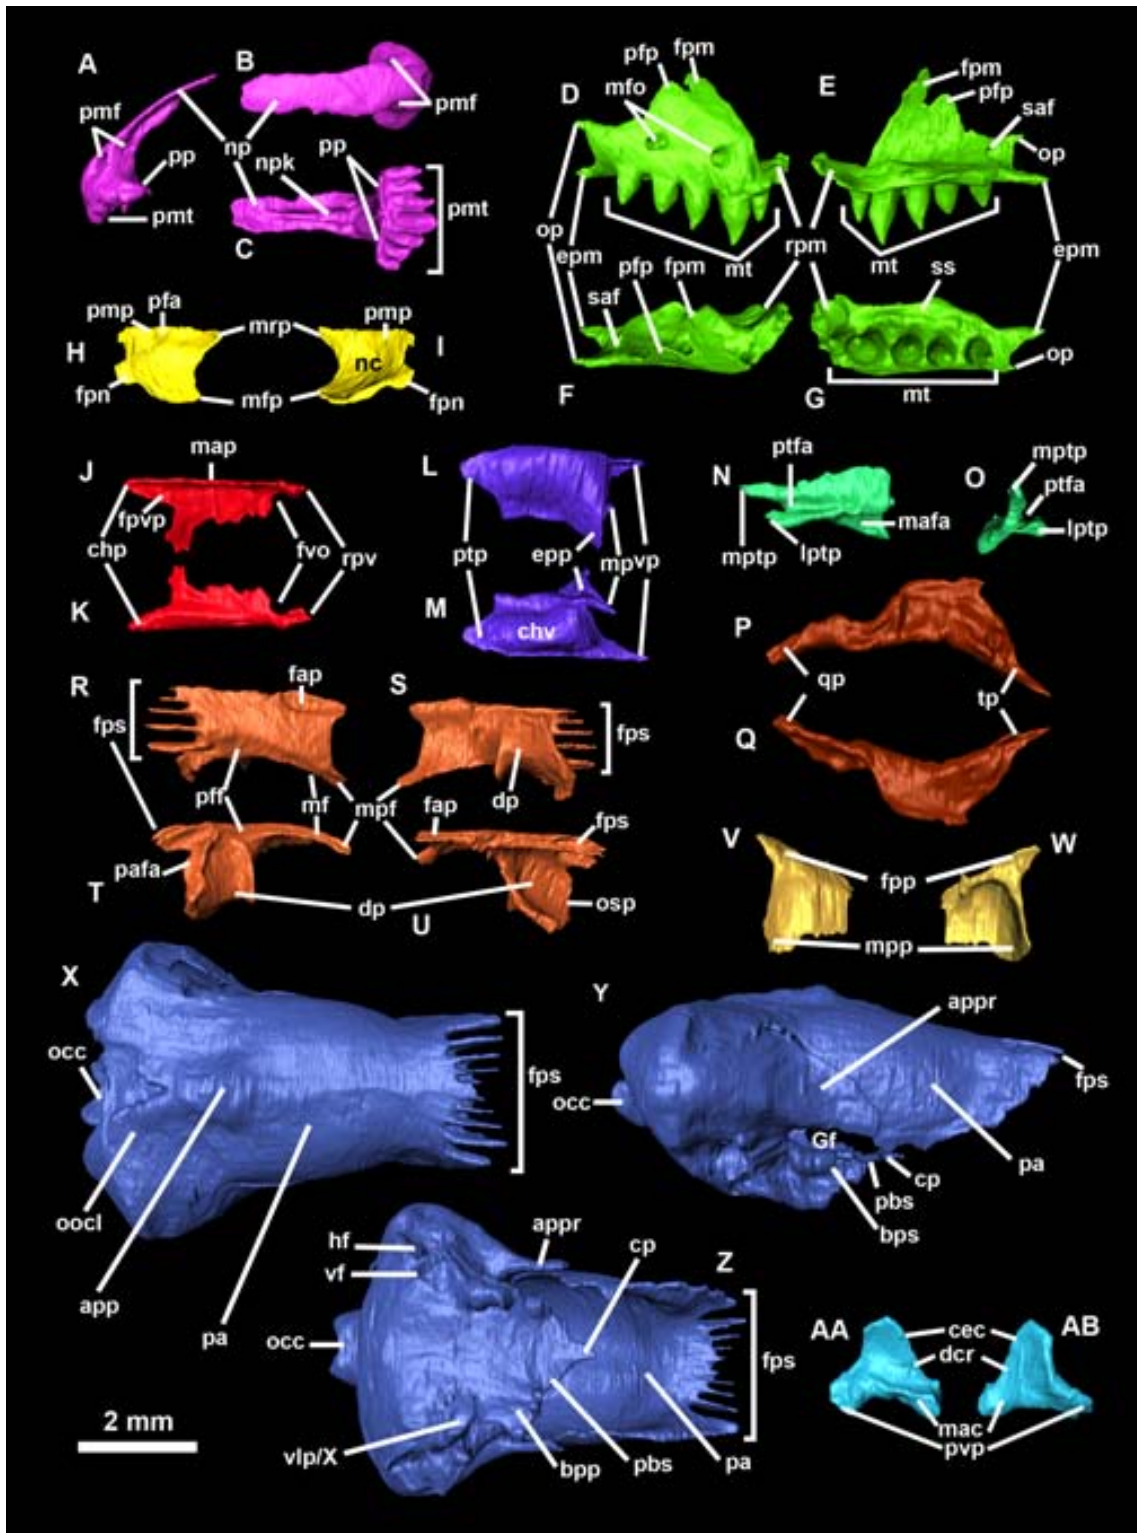 A
B
pmf
pmf
pp
np
npk
pp
pmt
pmt
C
D
pfp
fpm
mfo
E
fpm
pfp
saf
op
op
epm
mt
rpm
mt
epm
saf
pfp
fpm
ss
op
F
G
mt
pmp
pfa
mrp
pmp
H
I
nc
fpn
mfp
fpn
J
map
fpvp
chp
fvo
rpv
K
L
ptp
epp
mp
vp
M
chv
N
ptfa
O
mptp
ptfa
mafa
lptp
mptp
lptp
P
qp
tp
Q
R
fap
S
fps
fps
pff
mf
mpf
fap
dp
fps
pafa
T
dp
U
osp
V
W
fpp
mpp
X
occ
fps
oocl
app
pa
Y
appr
fps
occ
Gf
cp
pa
pbs
bps
hf
vf
appr
cp
Z
occ
fps
vlp/X
bpp
pbs
pa
AA
cec
AB
dcr
mac
pvp
2 mm